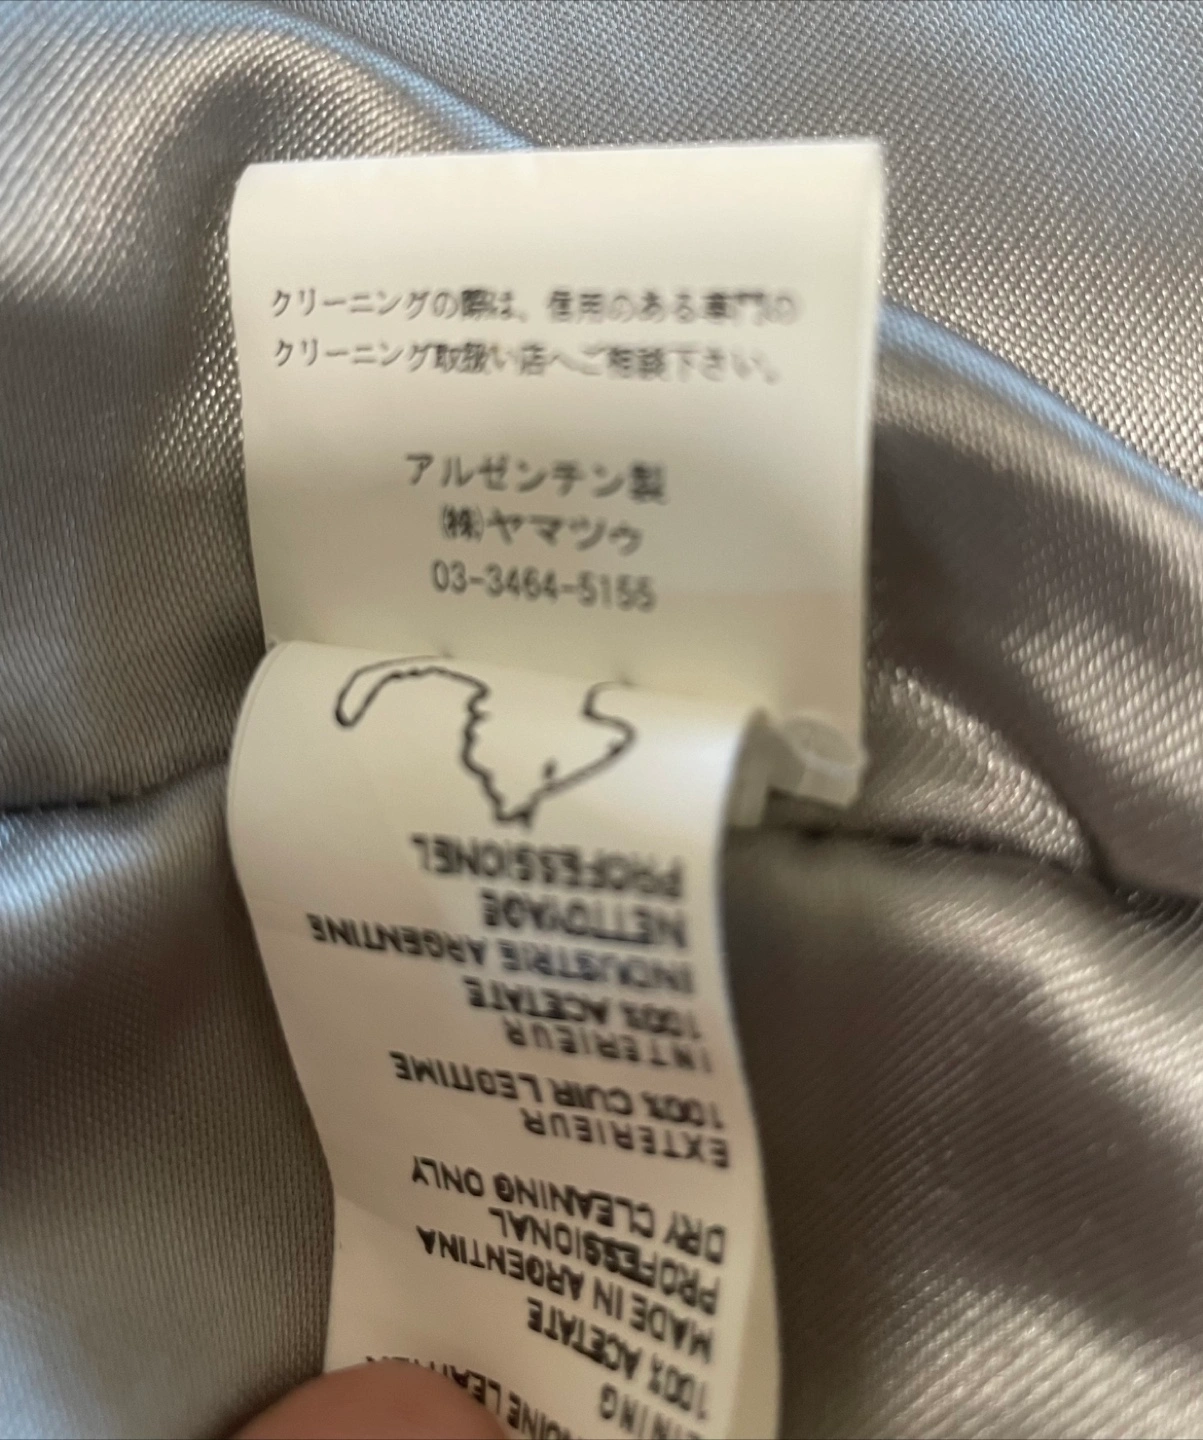 クリーニングの際は、信用のある専門の
クリーニング取扱い店へご相談下さい。
アルゼンチン製
㈱ヤマツゥ
03-3464-5155
LEATHER
LINING
100% ACETATE
MADE IN ARGENTINA
PROFESSIONAL
DRY CLEANING ONLY
EXTERIEUR
100% CUIR LEGITIME
INTERIEUR
100% ACETATE
INDUSTRIE ARGENTINE
NETTOYAGE
PROFESSIONEL